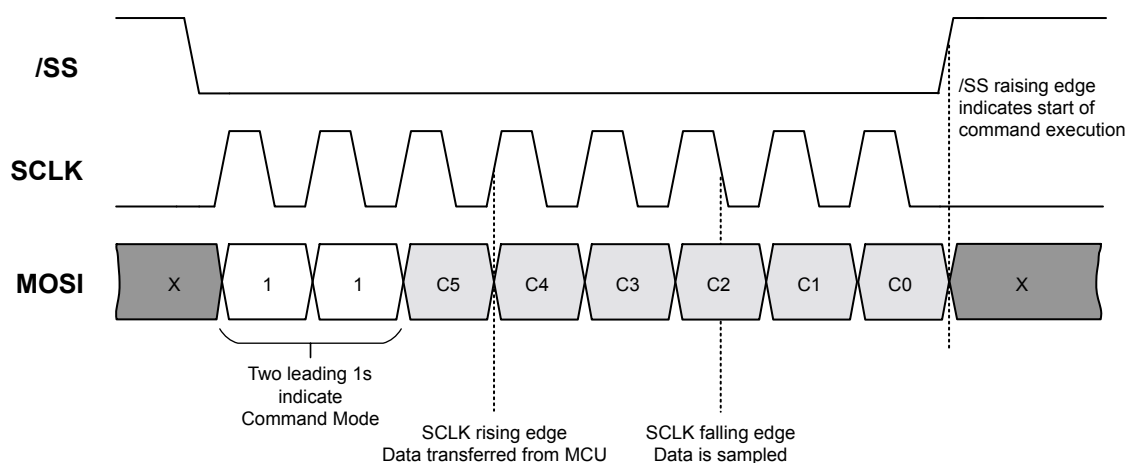 /SS
/SS raising edge
indicates start of
command execution
SCLK
MOSI
X 1 1 C5 C4 C3 C2 C1 C0 X
Two leading 1s
indicate
Command Mode
SCLK rising edge
Data transferred from MCU
SCLK falling edge
Data is sampled